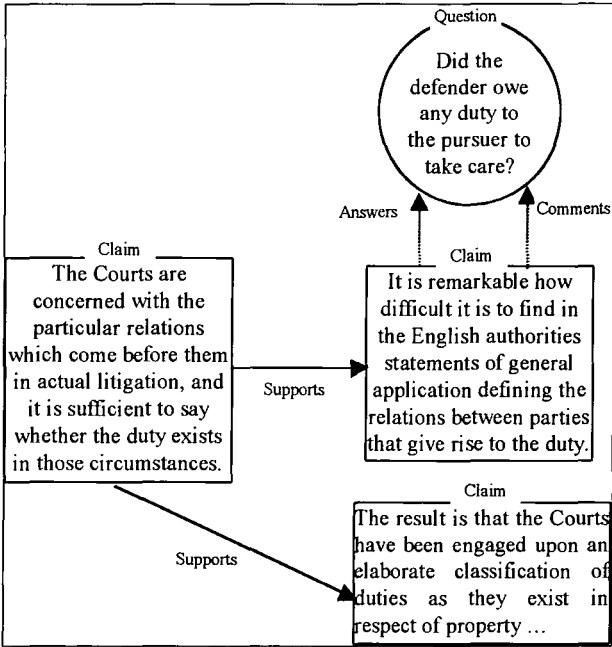 Question
Did the
defender owe
any duty to
the pursuer to
take care?
Answers
Comments
Claim
The Courts are
concerned with the
particular relations
which come before them
in actual litigation, and
it is sufficient to say
whether the duty exists
in those circumstances.
Supports
Claim
It is remarkable how
difficult it is to find in
the English authorities
statements of general
application defining the
relations between parties
that give rise to the duty.
Supports
Claim
The result is that the Courts
have been engaged upon an
elaborate classification of
duties as they exist in
respect of property ...